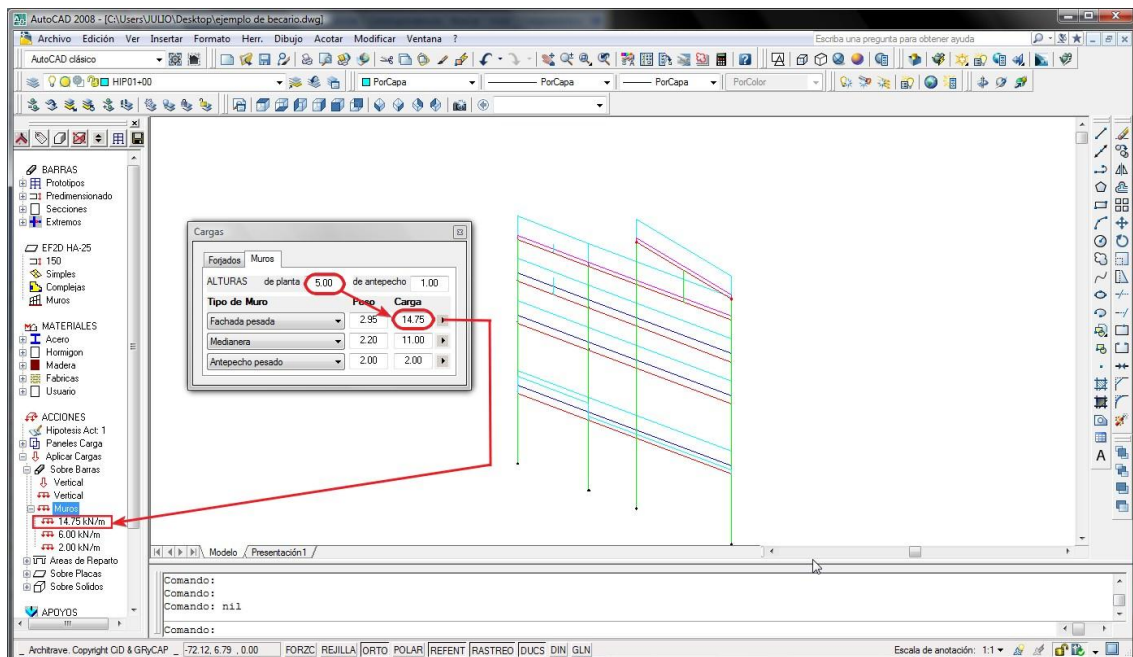 AutoCAD 2008 - [C:\Users\JULIO\Desktop\ejemplo de becario.dwg]
Archivo Edición Ver Insertar Formato Herr. Dibujo Acotar Modificar Ventana ?
Escriba una pregunta para obtener ayuda
AutoCAD clásico
HIP01+00
PorCapa
PorCapa
PorCapa
PorColor
BARRAS
Prototipos
Predimensionado
Secciones
Extremos
EF2D HA-25
150
Simples
Complejas
Muros
MATERIALES
Acero
Hormigon
Madera
Fabricas
Usuario
ACCIONES
Hipotesis Act: 1
Paneles Carga
Aplicar Cargas
Sobre Barras
Vertical
Vertical
Muros
14.75 kN/m
6.00 kN/m
2.00 kN/m
Areas de Reparto
Sobre Placas
Sobre Solidos
APOYOS
Cargas
Forjados Muros
ALTURAS de planta 5.00 de antepecho 1.00
Tipo de Muro Peso Carga
Fachada pesada 2.95 14.75
Medianera 2.20 11.00
Antepecho pesado 2.00 2.00
Modelo Presentación1
Comando:
Comando:
Comando: nil
Comando:
_ Architrave. Copyright CiD & GRyCAP _ -72.12, 6.79 , 0.00 FORZC REJILLA ORTO POLAR REFENT RASTREO DUCS DIN GLN Escala de anotación: 1:1